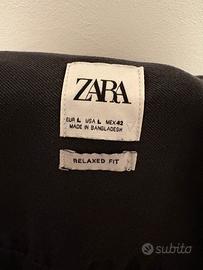 ZARA
EUR L USA L MEX 42
MADE IN BANGLADESH
RELAXED FIT
subito